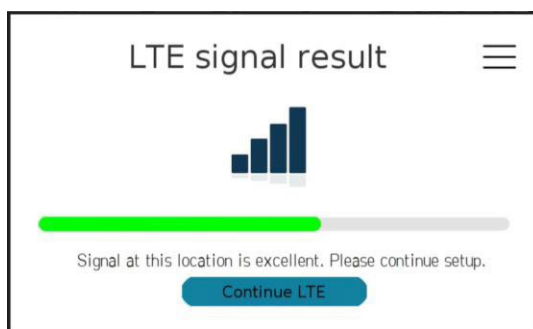 LTE signal result
Signal at this location is excellent. Please continue setup.
Continue LTE